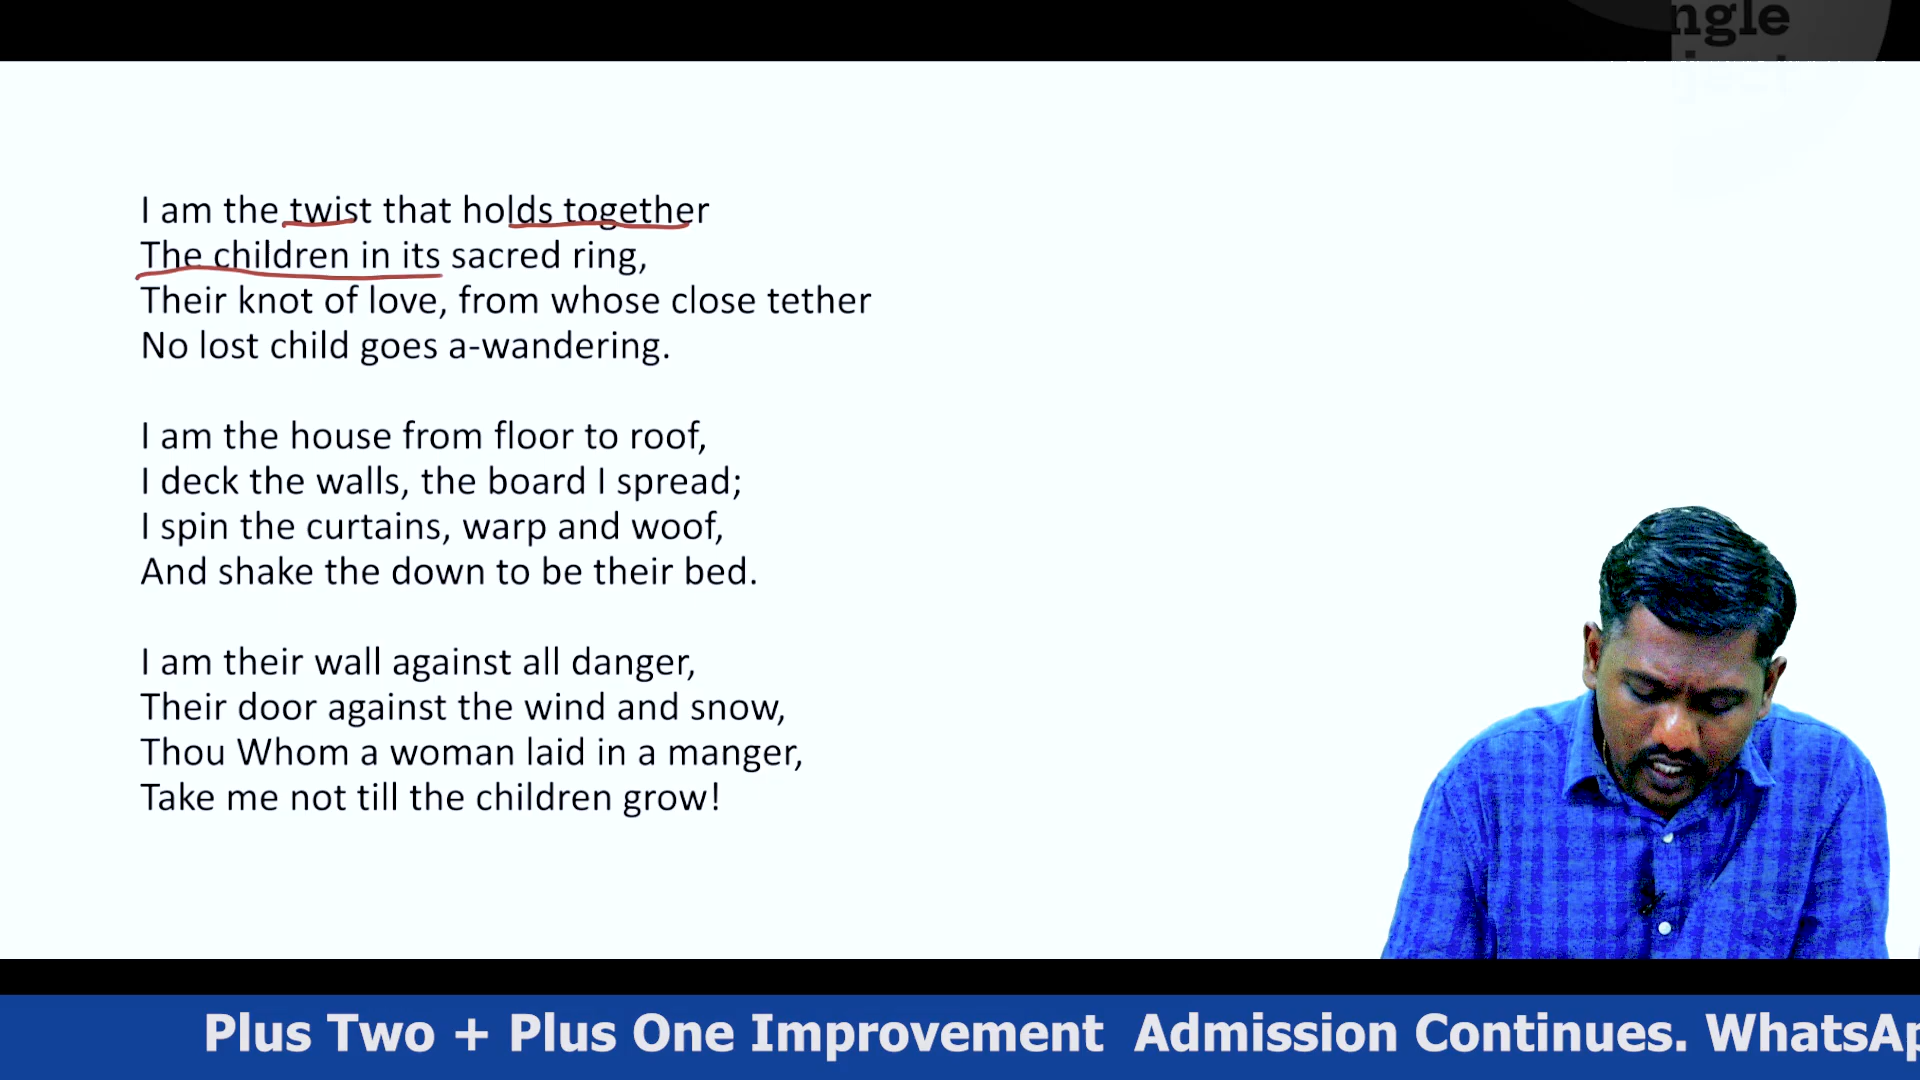 ngle
ject
I am the twist that holds together
The children in its sacred ring,
Their knot of love, from whose close tether
No lost child goes a-wandering.
I am the house from floor to roof,
I deck the walls, the board I spread;
I spin the curtains, warp and woof,
And shake the down to be their bed.
I am their wall against all danger,
Their door against the wind and snow,
Thou Whom a woman laid in a manger,
Take me not till the children grow!
Plus Two + Plus One Improvement Admission Continues. WhatsAp